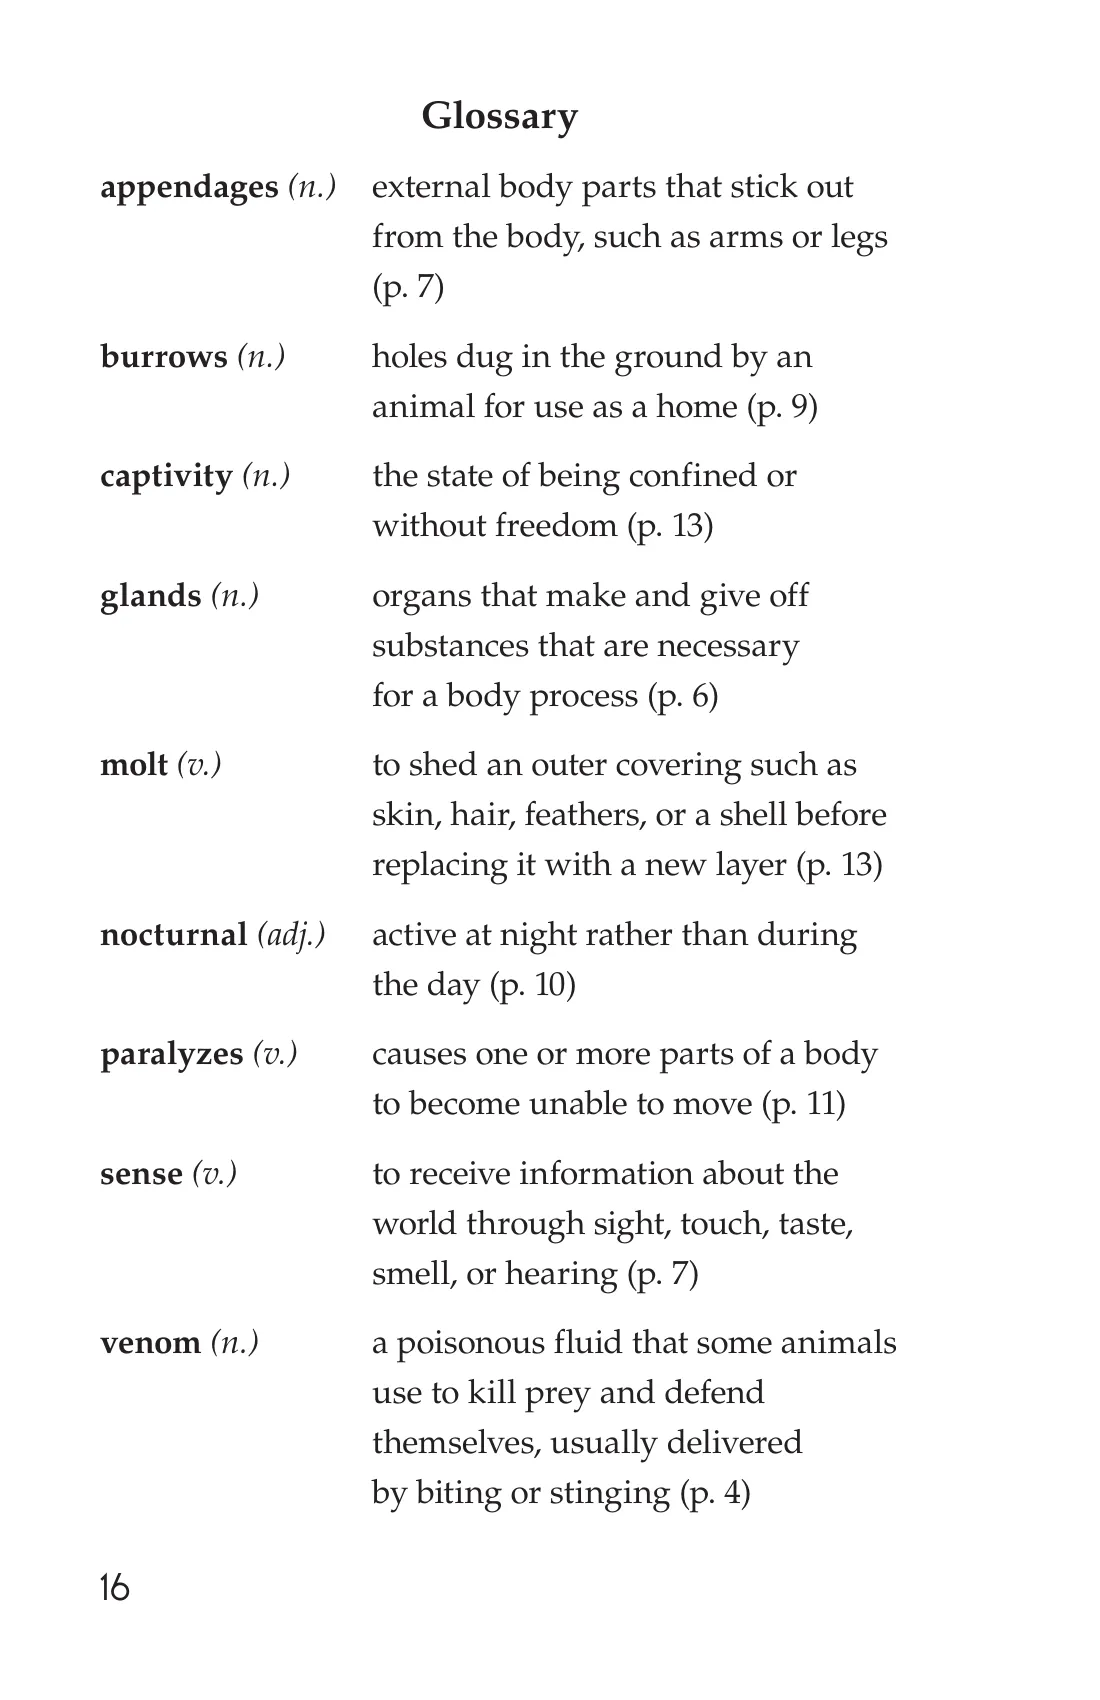 Glossary
appendages (n.) external body parts that stick out
from the body, such as arms or legs
(p. 7)
burrows (n.) holes dug in the ground by an
animal for use as a home (p. 9)
captivity (n.) the state of being confined or
without freedom (p. 13)
glands (n.) organs that make and give off
substances that are necessary
for a body process (p. 6)
molt (v.) to shed an outer covering such as
skin, hair, feathers, or a shell before
replacing it with a new layer (p. 13)
nocturnal (adj.) active at night rather than during
the day (p. 10)
paralyzes (v.) causes one or more parts of a body
to become unable to move (p. 11)
sense (v.) to receive information about the
world through sight, touch, taste,
smell, or hearing (p. 7)
venom (n.) a poisonous fluid that some animals
use to kill prey and defend
themselves, usually delivered
by biting or stinging (p. 4)
16